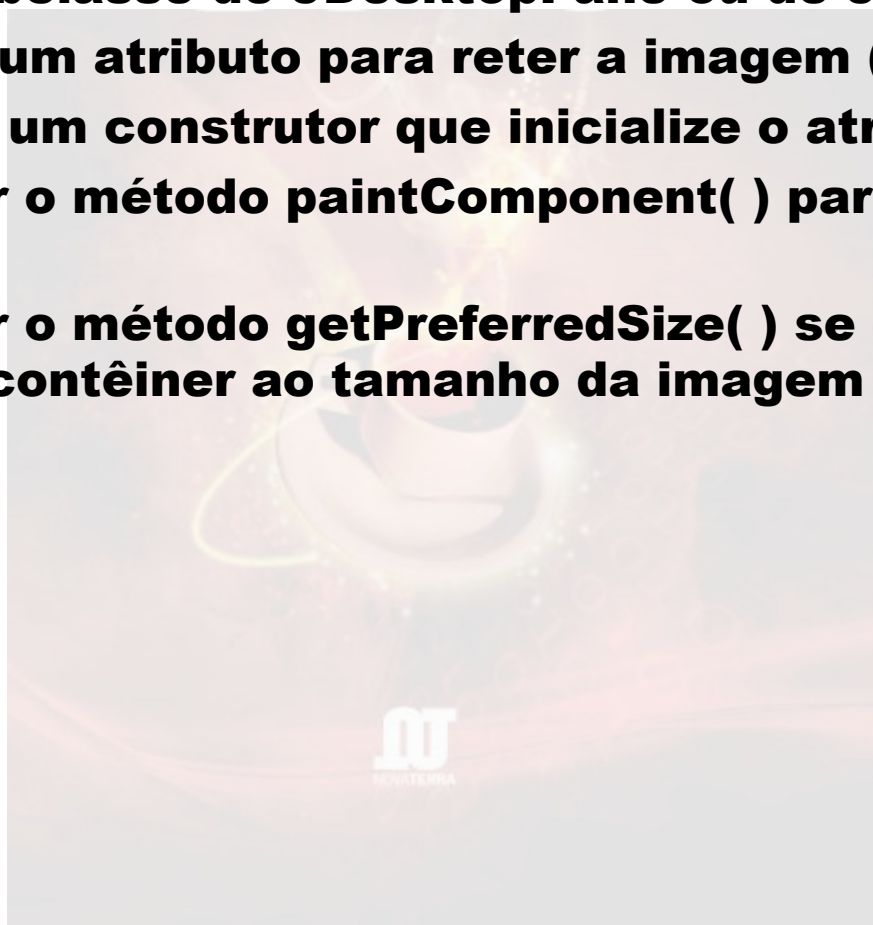 um atributo para reter a imagem (
um construtor que inicialize o atr
r o método paintComponent( ) par
r o método getPreferredSize( ) se
contêiner ao tamanho da imagem
NOVATERRA